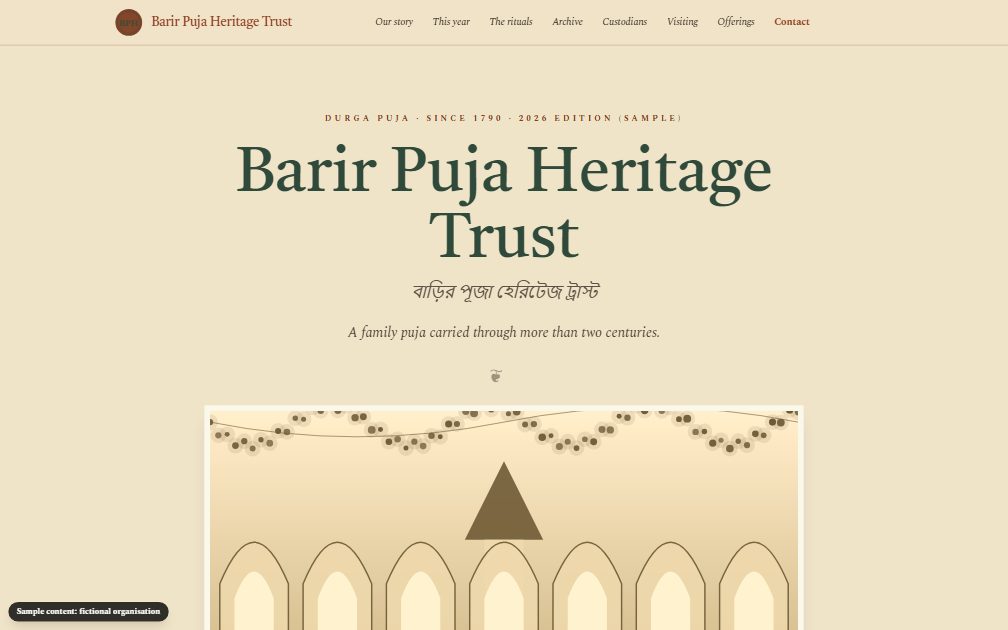 BPH
Barir Puja Heritage Trust
Our story This year The rituals Archive Custodians Visiting Offerings Contact
DURGA PUJA · SINCE 1790 · 2026 EDITION (SAMPLE)
Barir Puja Heritage
Trust
বাড়ির পূজা হেরিটেজ ট্রাস্ট
A family puja carried through more than two centuries.
Sample content: fictional organisation